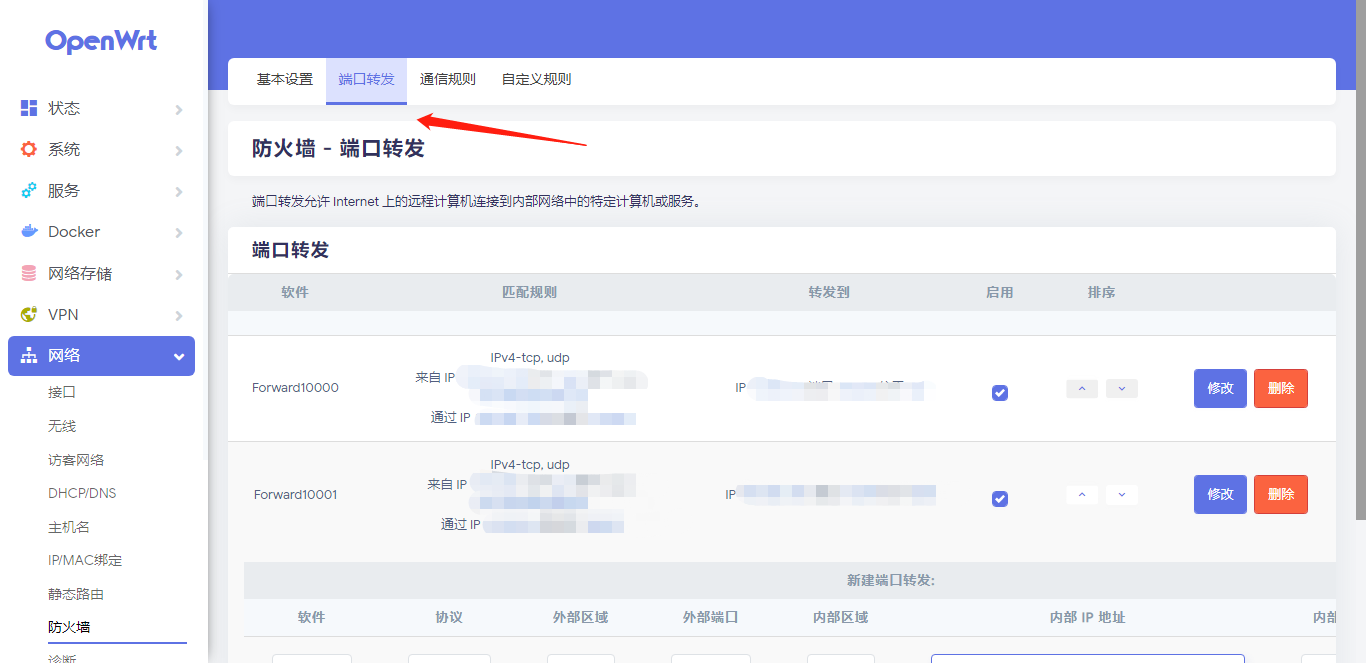 OpenWrt
状态
系统
服务
Docker
网络存储
VPN
网络
接口
无线
访客网络
DHCP/DNS
主机名
IP/MAC绑定
静态路由
防火墙
诊断
基本设置 端口转发 通信规则 自定义规则
防火墙 - 端口转发
端口转发允许 Internet 上的远程计算机连接到内部网络中的特定计算机或服务。
端口转发
软件 匹配规则 转发到 启用 排序
Forward10000
IPv4-tcp, udp
来自 IP
通过 IP
IP
修改 删除
Forward10001
IPv4-tcp, udp
来自 IP
通过 IP
IP
修改 删除
新建端口转发:
软件 协议 外部区域 外部端口 内部区域 内部 IP 地址 内部